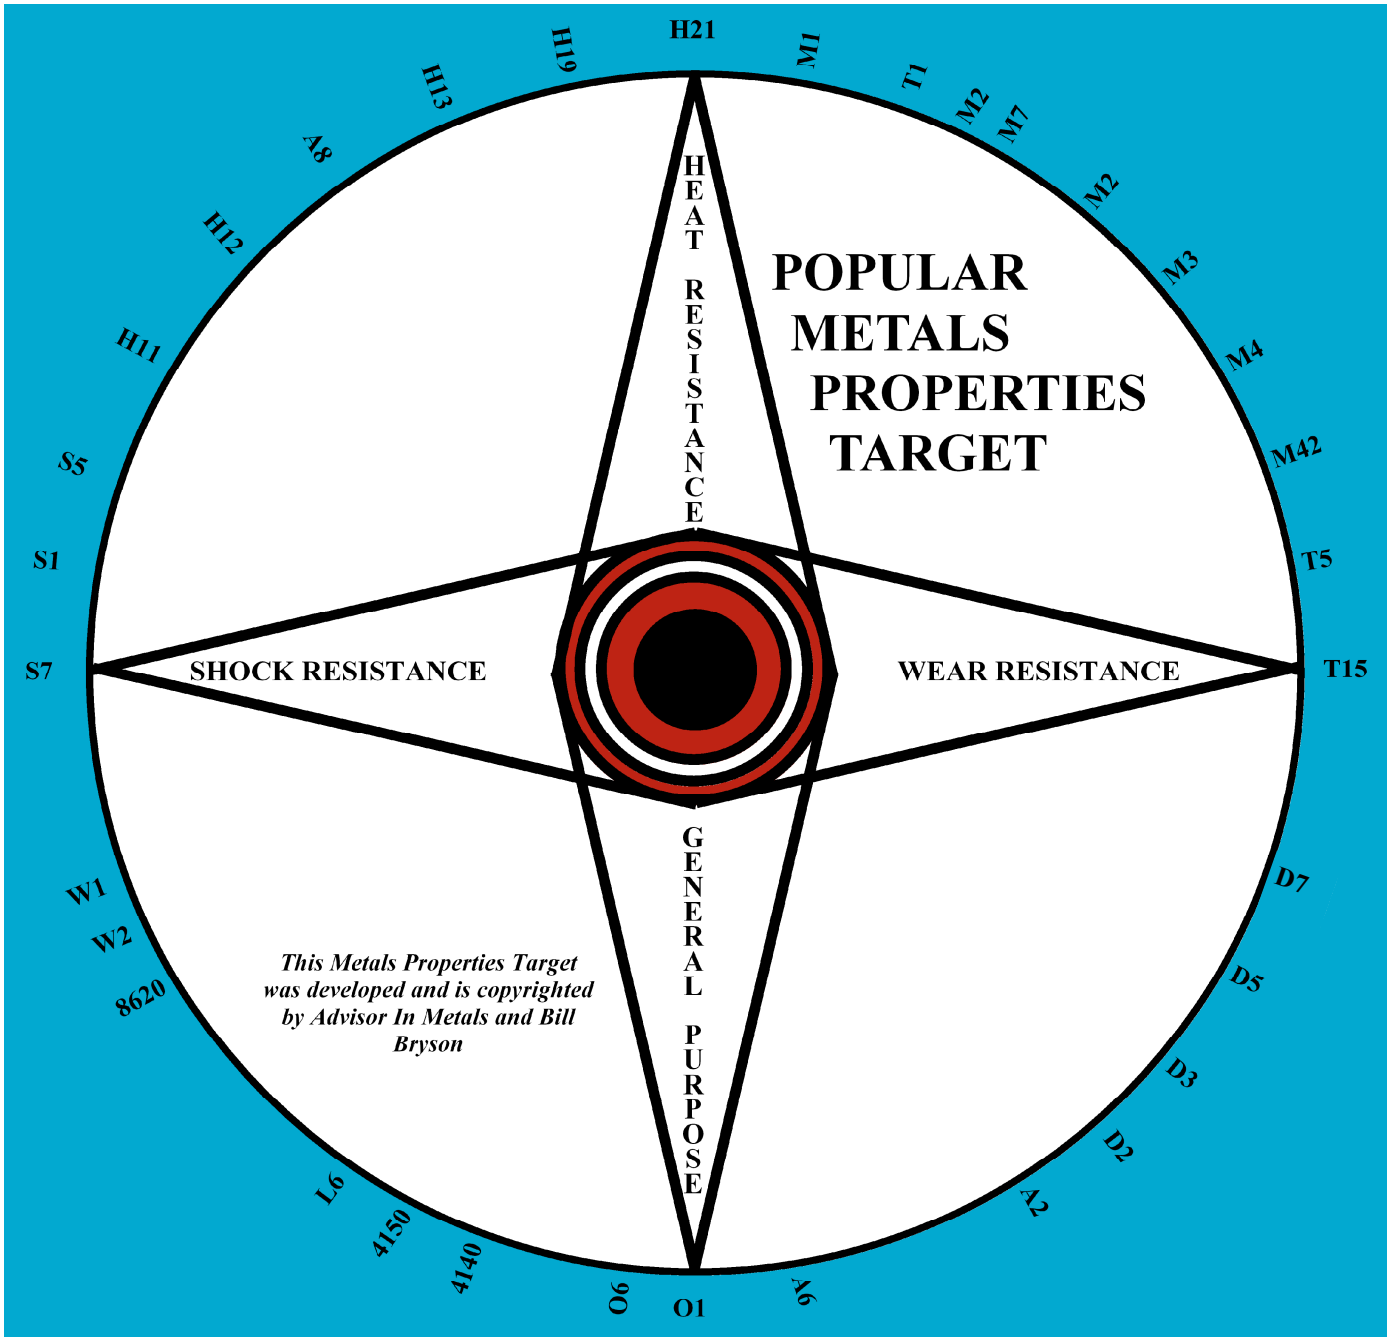 H21
M1
T1
M2
M7
M2
M3
M4
M42
T5
T15
D7
D5
D3
D2
A2
A6
O1
O6
4140
4150
L6
8620
W2
W1
S7
S1
S5
H11
H12
A8
H13
H19
POPULAR
METALS
PROPERTIES
TARGET
HEAT RESISTANCE
SHOCK RESISTANCE
WEAR RESISTANCE
GENERAL PURPOSE
This Metals Properties Target
was developed and is copyrighted
by Advisor In Metals and Bill
Bryson